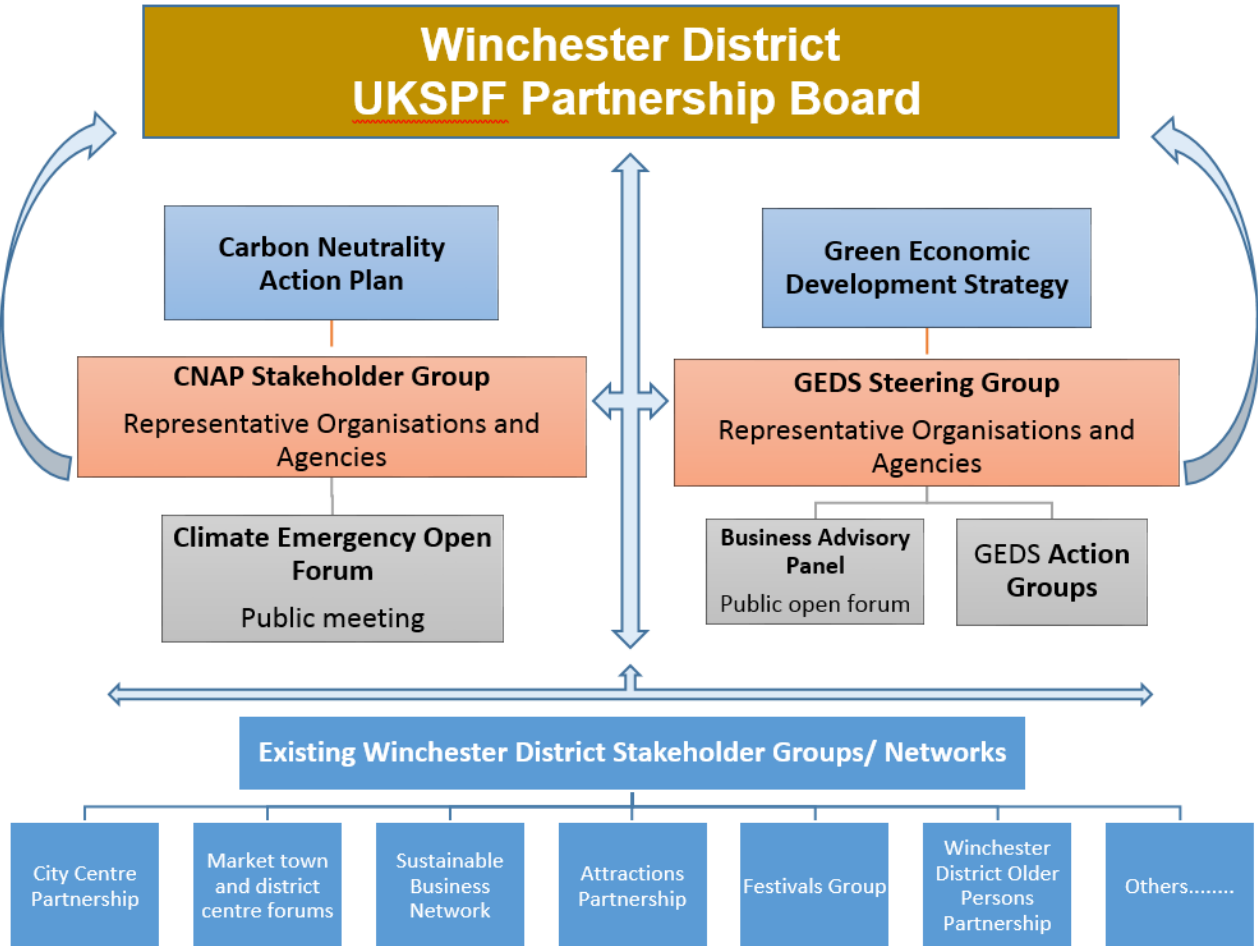 Winchester District
UKSPF Partnership Board
Carbon Neutrality
Action Plan
Green Economic
Development Strategy
CNAP Stakeholder Group
Representative Organisations and
Agencies
GEDS Steering Group
Representative Organisations and
Agencies
Climate Emergency Open
Forum
Public meeting
Business Advisory
Panel
Public open forum
GEDS Action
Groups
Existing Winchester District Stakeholder Groups/ Networks
City Centre
Partnership
Market town
and district
centre forums
Sustainable
Business
Network
Attractions
Partnership
Festivals Group
Winchester
District Older
Persons
Partnership
Others........